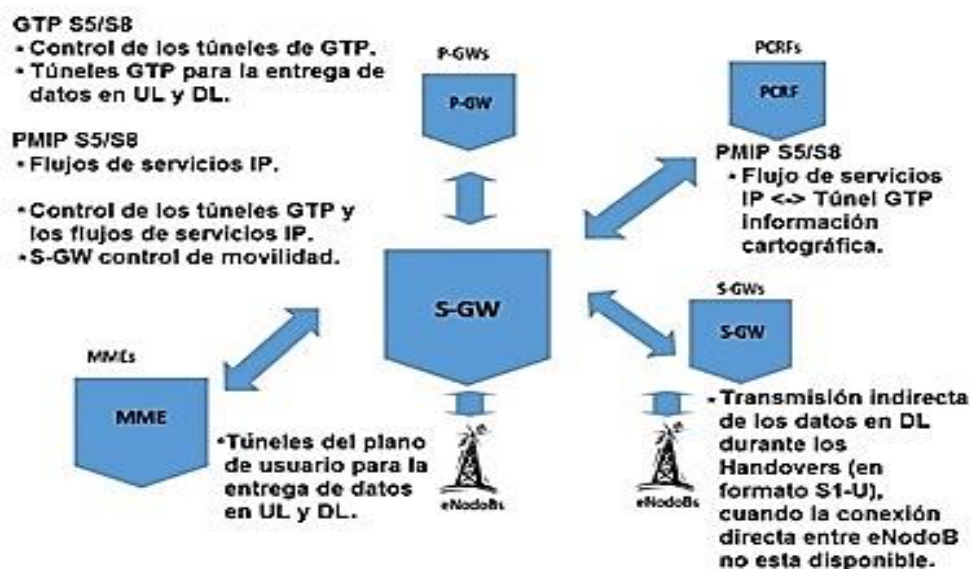 GTP S5/S8
• Control de los túneles de GTP.
• Túneles GTP para la entrega de
datos en UL y DL.
PMIP S5/S8
• Flujos de servicios IP.
• Control de los túneles GTP y
los flujos de servicios IP.
• S-GW control de movilidad.
P-GWs
P-GW
PCRFs
PCRF
PMIP S5/S8
• Flujo de servicios
IP <-> Túnel GTP
información
cartográfica.
S-GW
S-GWs
S-GW
MMEs
MME
• Túneles del plano
de usuario para la
entrega de datos
en UL y DL.
eNodoBs
eNodoBs
• Transmisión indirecta
de los datos en DL
durante los
Handovers (en
formato S1-U),
cuando la conexión
directa entre eNodoB
no esta disponible.